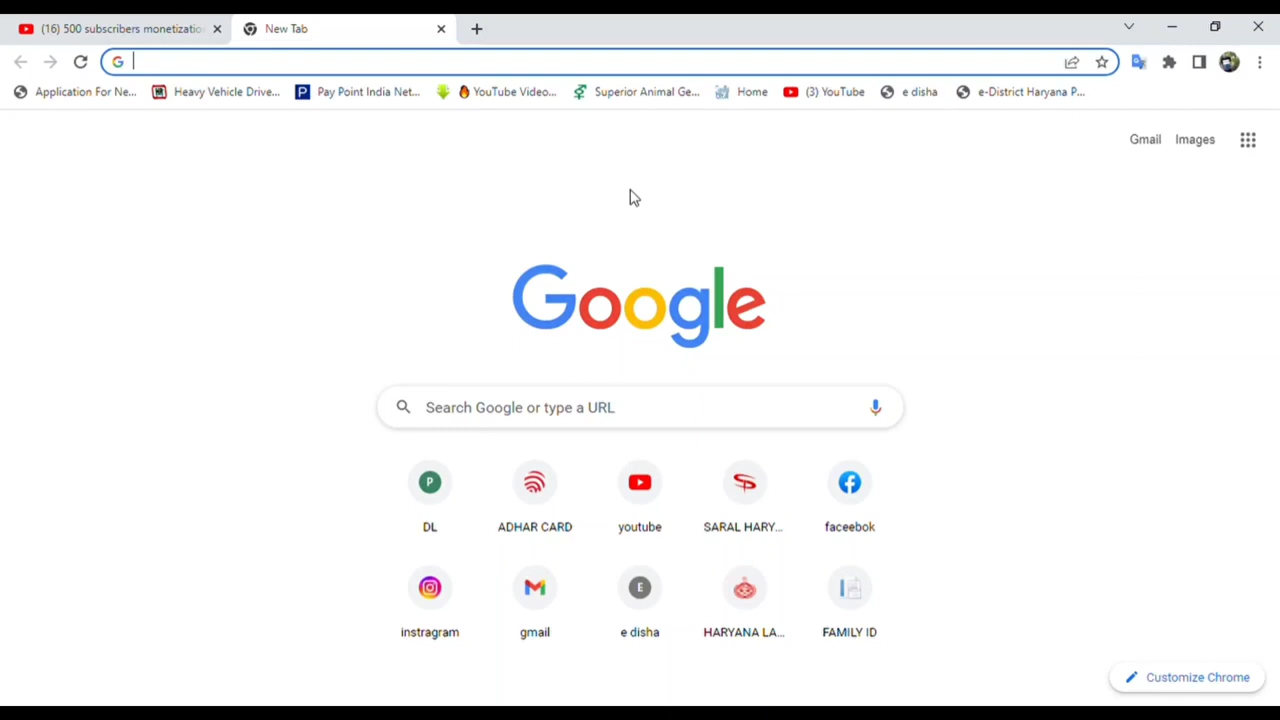 (16) 500 subscribers monetizatio
New Tab
Application For Ne...
Heavy Vehicle Drive...
Pay Point India Net...
YouTube Video...
Superior Animal Ge...
Home
(3) YouTube
e disha
e-District Haryana P...
Gmail
Images
Google
Search Google or type a URL
P
DL
ADHAR CARD
youtube
SARAL HARY...
faceebok
E
instragram
gmail
e disha
HARYANA LA...
FAMILY ID
Customize Chrome